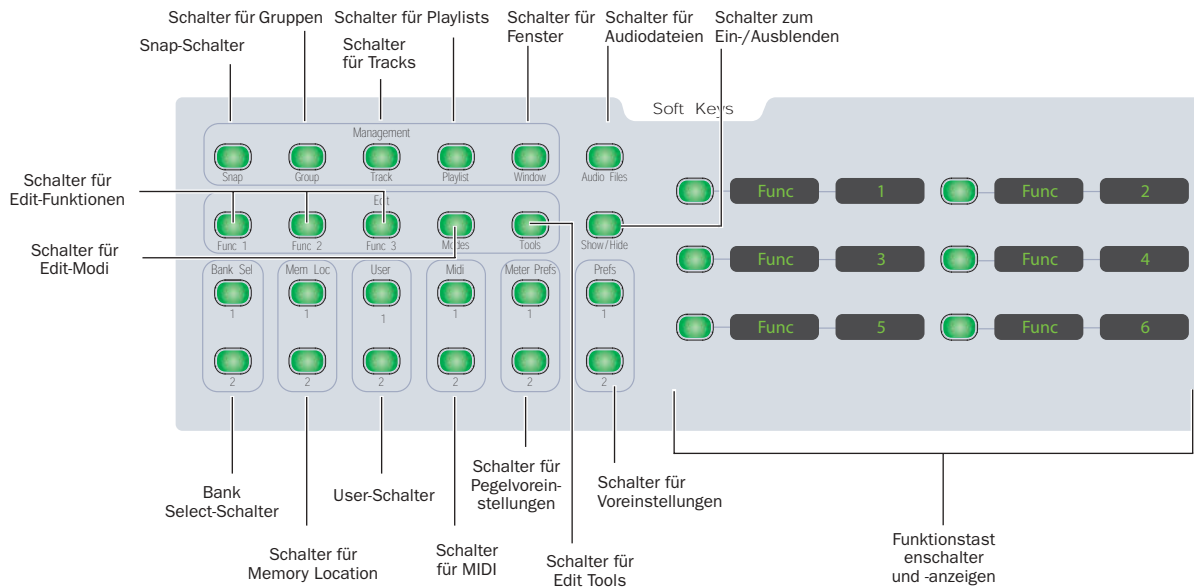 Schalter für Gruppen
Schalter für Playlists
Schalter für
Fenster
Schalter für
Audiodateien
Schalter zum
Ein-/Ausblenden
Snap-Schalter
Schalter
für Tracks
Soft Keys
Management
Snap
Group
Track
Playlist
Window
Audio Files
Schalter für
Edit-Funktionen
Edit
Func 1
Func 2
Func 3
Modes
Tools
Show/Hide
Func 1
Func 2
Schalter für
Edit-Modi
Func 3
Func 4
Bank Sel
Mem Loc
User
Midi
Meter Prefs
Prefs
1
1
1
1
1
1
Func 5
Func 6
2
2
2
2
2
2
Bank
Select-Schalter
Schalter für
Memory Location
User-Schalter
Schalter
für MIDI
Schalter für
Pegelvorein-
stellungen
Schalter für
Edit Tools
Schalter für
Voreinstellungen
Funktionstast
enschalter
und -anzeigen